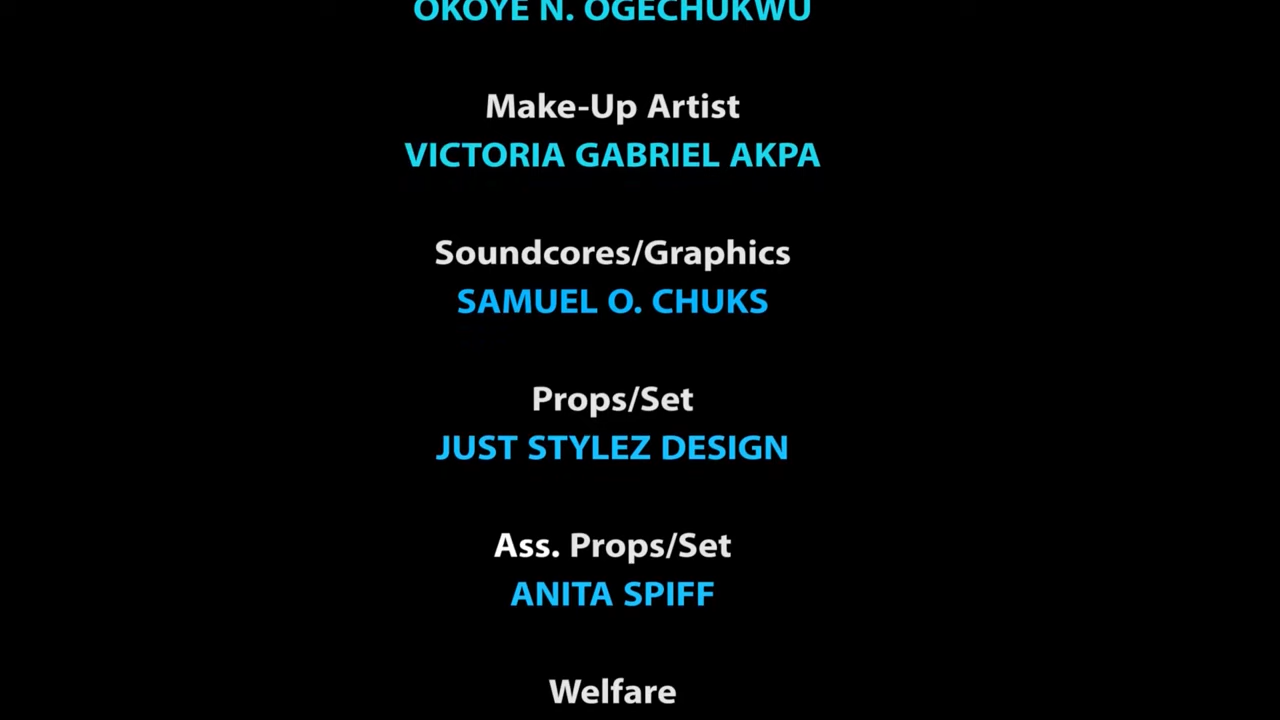 OKOYE N. OGECHUKWU
Make-Up Artist
VICTORIA GABRIEL AKPA
Soundcores/Graphics
SAMUEL O. CHUKS
Props/Set
JUST STYLEZ DESIGN
Ass. Props/Set
ANITA SPIFF
Welfare